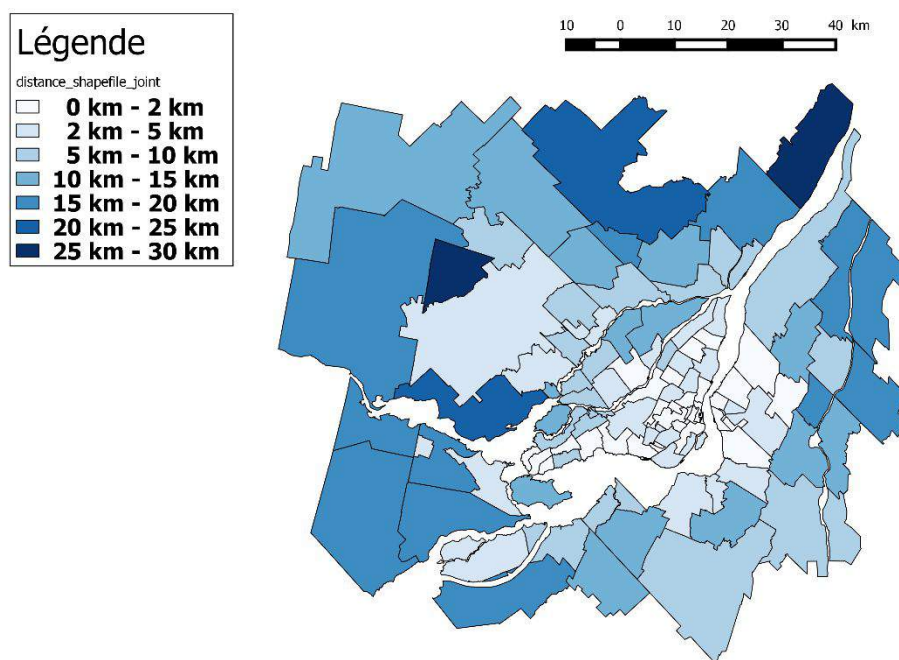 10 0 10 20 30 40 km
Légende
distance_shapefile_joint
0 km - 2 km
2 km - 5 km
5 km - 10 km
10 km - 15 km
15 km - 20 km
20 km - 25 km
25 km - 30 km